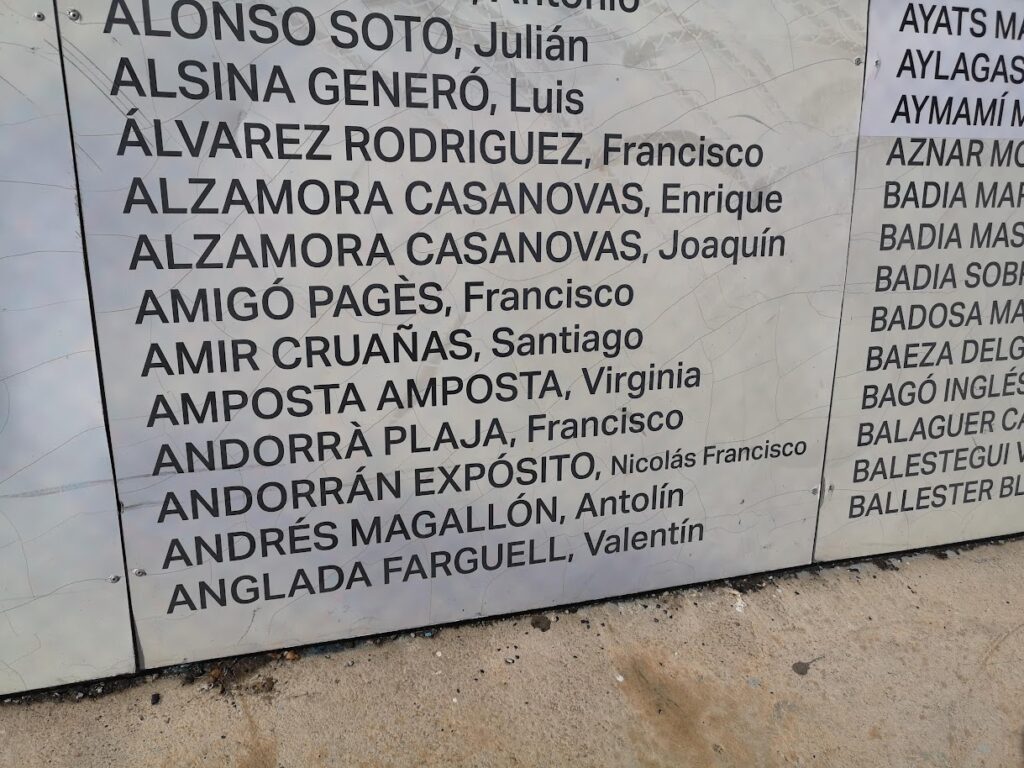 Antonio
ALONSO SOTO, Julián
ALSINA GENERÓ, Luis
ÁLVAREZ RODRIGUEZ, Francisco
ALZAMORA CASANOVAS, Enrique
ALZAMORA CASANOVAS, Joaquín
AMIGÓ PAGÈS, Francisco
AMIR CRUAÑAS, Santiago
AMPOSTA AMPOSTA, Virginia
ANDORRÀ PLAJA, Francisco
ANDORRÁN EXPÓSITO, Nicolás Francisco
ANDRÉS MAGALLÓN, Antolín
ANGLADA FARGUELL, Valentín
AYATS MA
AYLAGAS
AYMAMÍ M
AZNAR MO
BADIA MAR
BADIA MAS
BADIA SOBR
BADOSA MA
BAEZA DELG
BAGÓ INGLÉS
BALAGUER CA
BALESTEGUI V
BALLESTER BL